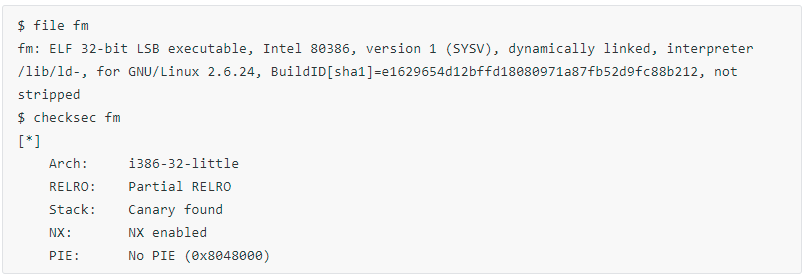 $ file fm
fm: ELF 32-bit LSB executable, Intel 80386, version 1 (SYSV), dynamically linked, interpreter
/lib/ld-, for GNU/Linux 2.6.24, BuildID[sha1]=e1629654d12bffd18080971a87fb52d9fc88b212, not
stripped
$ checksec fm
[*]
    Arch:     i386-32-little
    RELRO:    Partial RELRO
    Stack:    Canary found
    NX:       NX enabled
    PIE:      No PIE (0x8048000)